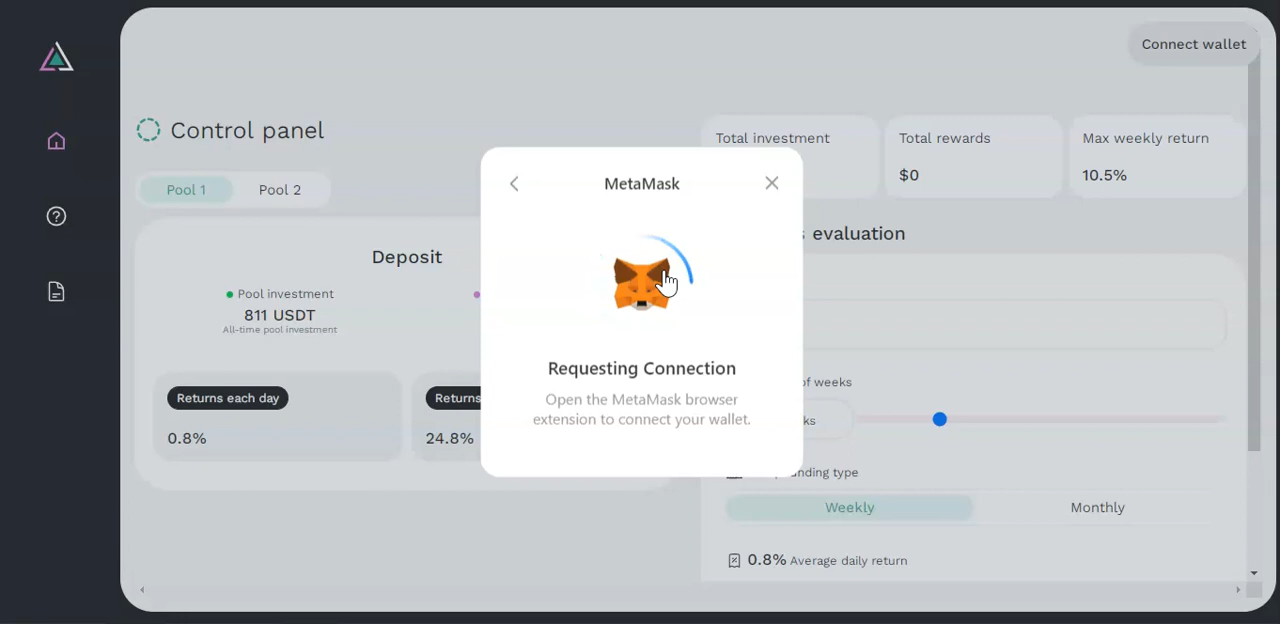 Connect wallet
Control panel
Pool 1
Pool 2
Total investment
Total rewards
$0
Max weekly return
10.5%
MetaMask
Requesting Connection
Open the MetaMask browser
extension to connect your wallet.
Deposit
Pool investment
811 USDT
All-time pool investment
Returns each day
0.8%
Returns
24.8%
evaluation
of weeks
ks
nding type
Weekly
Monthly
0.8% Average daily return